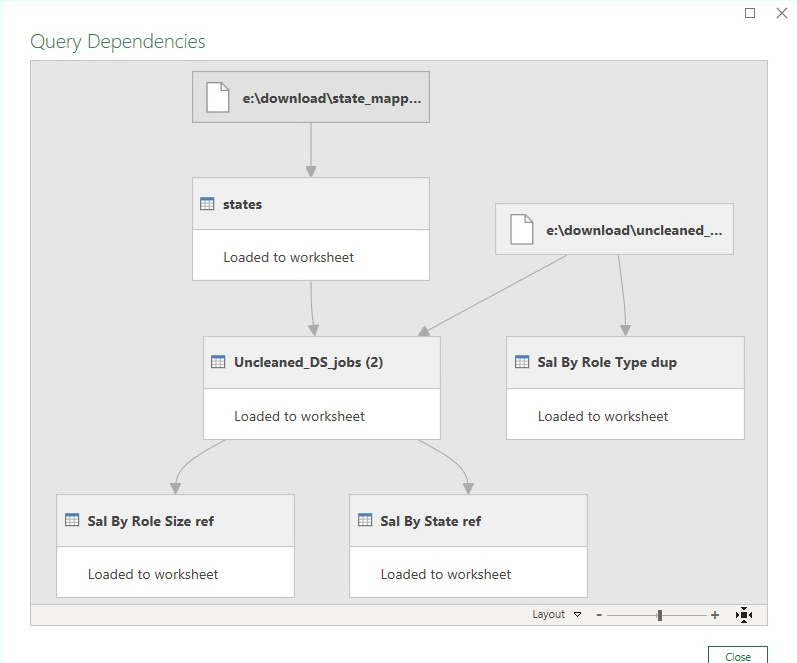 Query Dependencies
e:\download\state_mapp...
states
Loaded to worksheet
e:\download\uncleaned_...
Uncleaned_DS_jobs (2)
Loaded to worksheet
Sal By Role Type dup
Loaded to worksheet
Sal By Role Size ref
Loaded to worksheet
Sal By State ref
Loaded to worksheet
Layout
Close